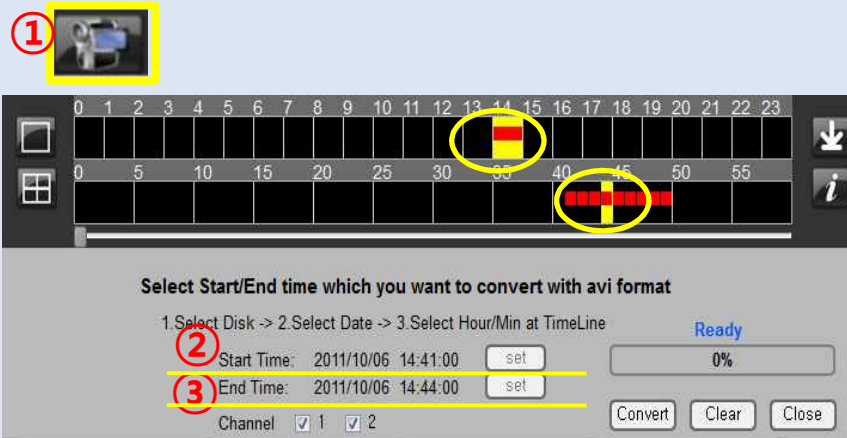 ①
0 1 2 3 4 5 6 7 8 9 10 11 12 13 14 15 16 17 18 19 20 21 22 23
0 5 10 15 20 25 30 35 40 45 50 55
i
Select Start/End time which you want to convert with avi format
1.Select Disk -> 2.Select Date -> 3.Select Hour/Min at TimeLine
Ready
② Start Time: 2011/10/06 14:41:00 set 0%
③ End Time: 2011/10/06 14:44:00 set
Channel 1 2 Convert Clear Close